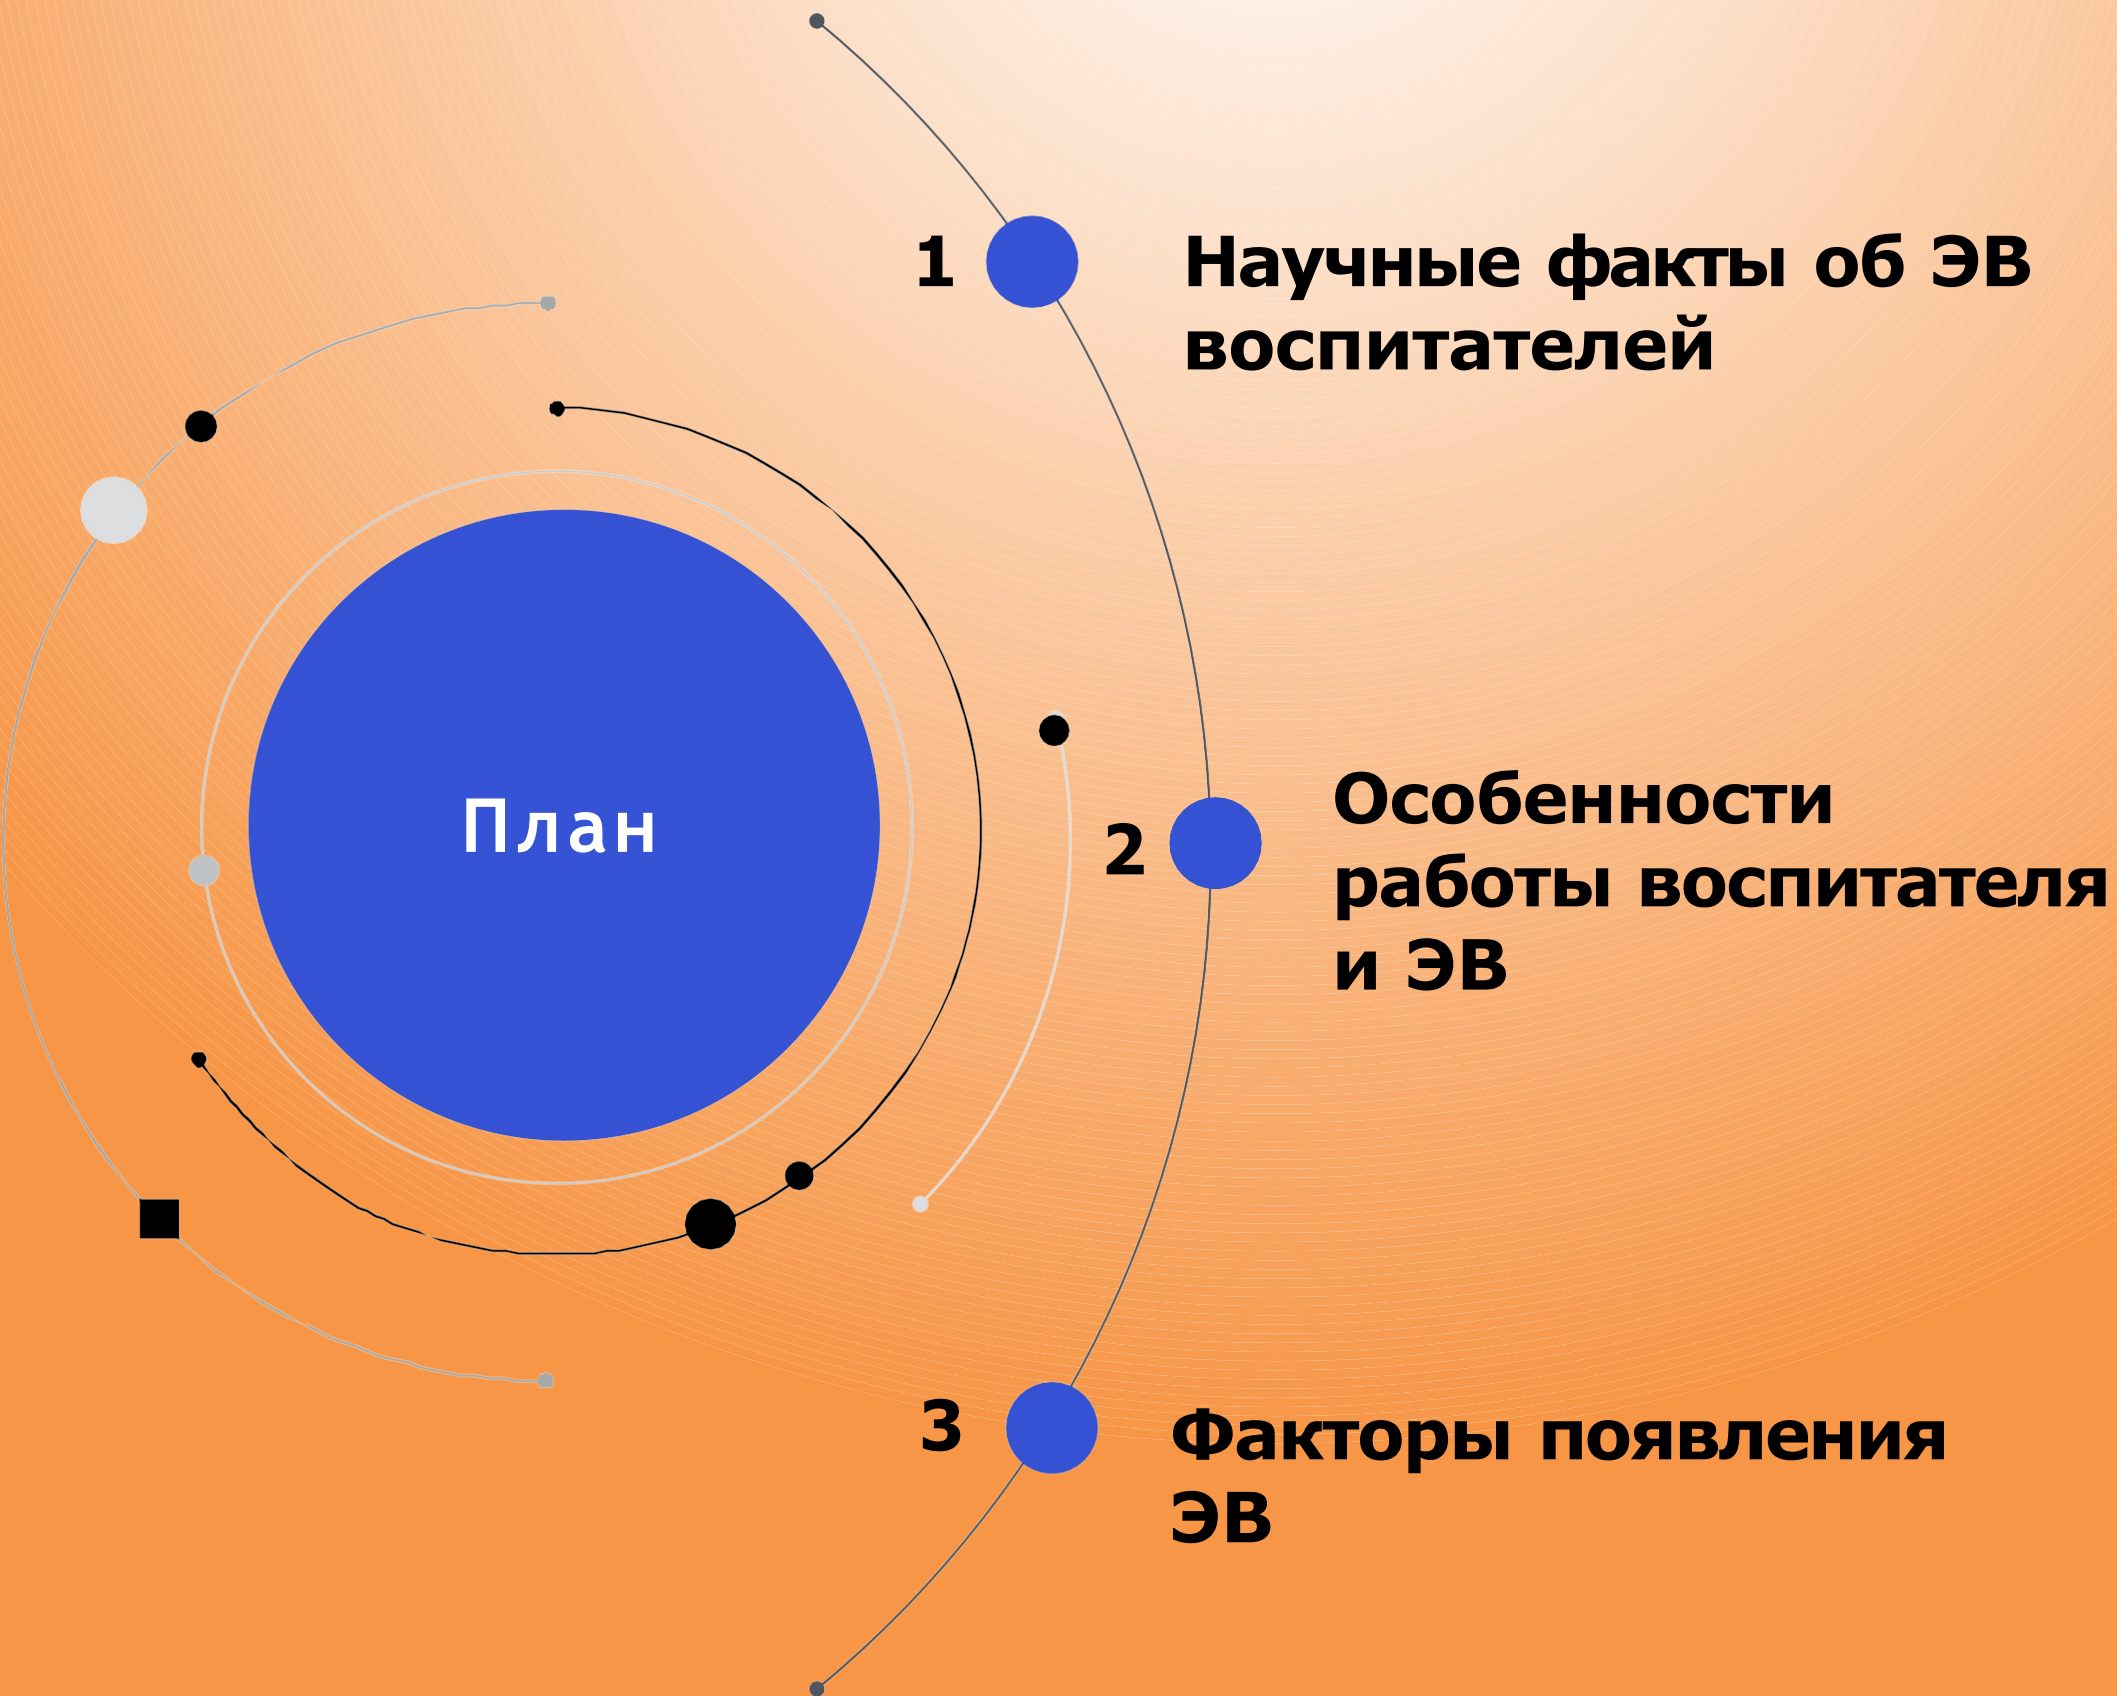 План
1
Научные факты об ЭВ
воспитателей
2
Особенности
работы воспитателя
и ЭВ
3
Факторы появления
ЭВ